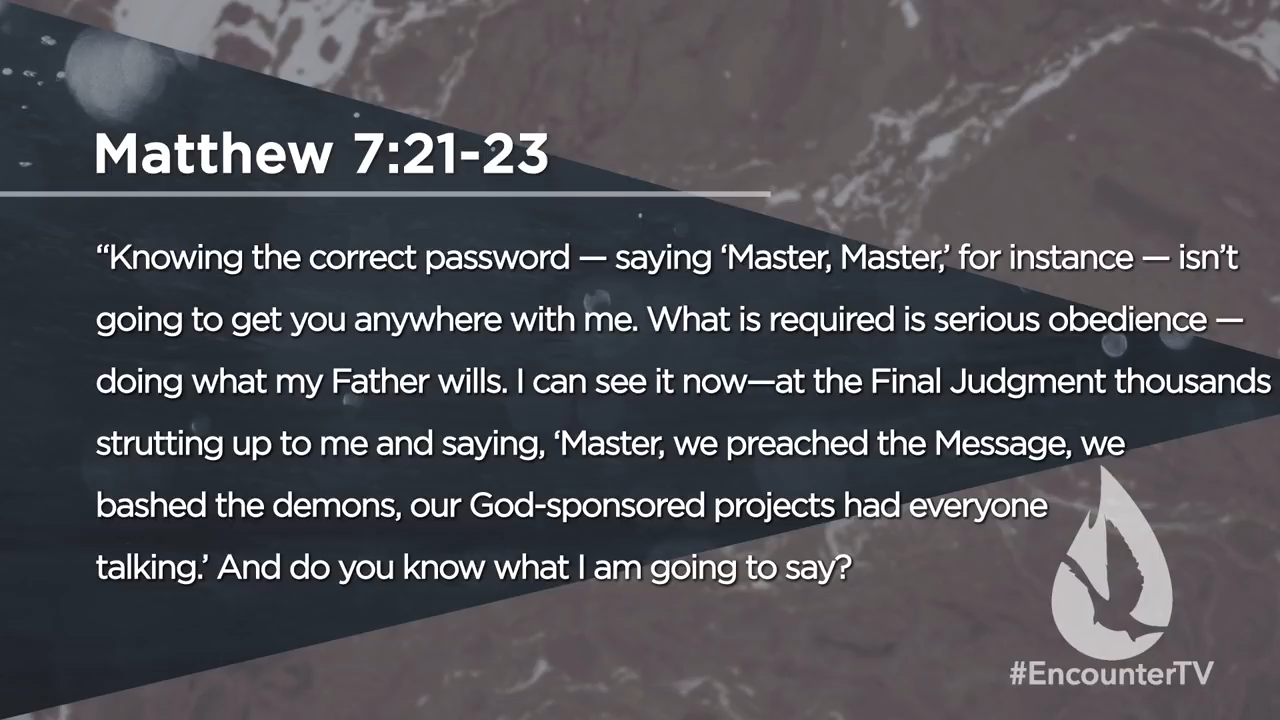 Matthew 7:21-23
“Knowing the correct password — saying ‘Master, Master,’ for instance — isn’t
going to get you anywhere with me. What is required is serious obedience —
doing what my Father wills. I can see it now—at the Final Judgment thousands
strutting up to me and saying, ‘Master, we preached the Message, we
bashed the demons, our God-sponsored projects had everyone
talking.’ And do you know what I am going to say?
#EncounterTV